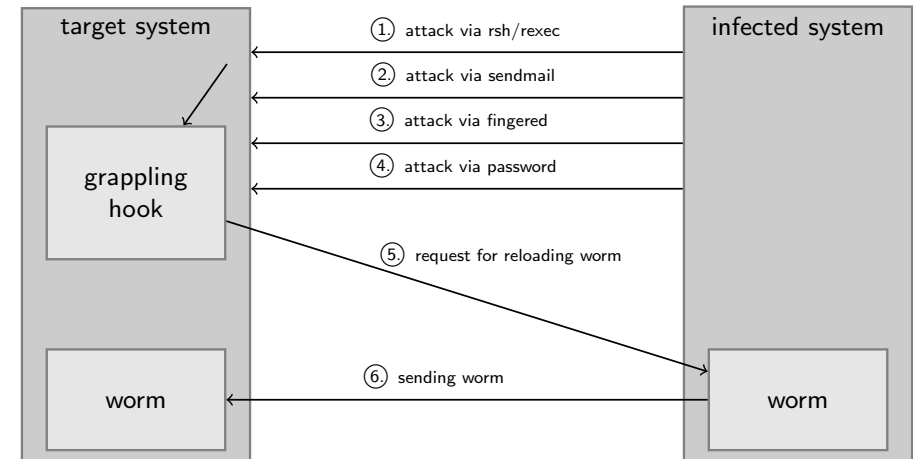 target system
infected system
1. attack via rsh/rexec
2. attack via sendmail
3. attack via fingered
4. attack via password
grappling
hook
5. request for reloading worm
6. sending worm
worm
worm